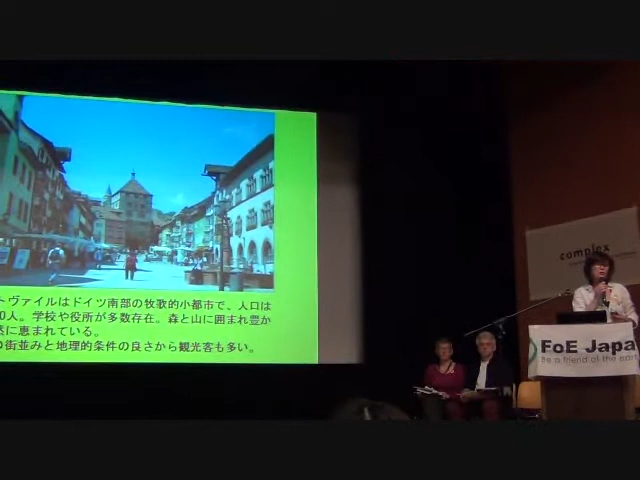 トヴァイルはドイツ南部の牧歌的小都市で、人口は
0人。学校や役所が多数存在。森と山に囲まれ豊か
然に恵まれている。
街並みと地理的条件の良さから観光客も多い。
complex
FoE Japa
Be a friend of the eart